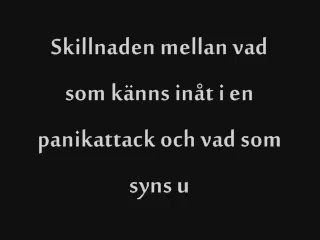 Skillnaden mellan vad
som känns inåt i en
panikattack och vad som
syns u